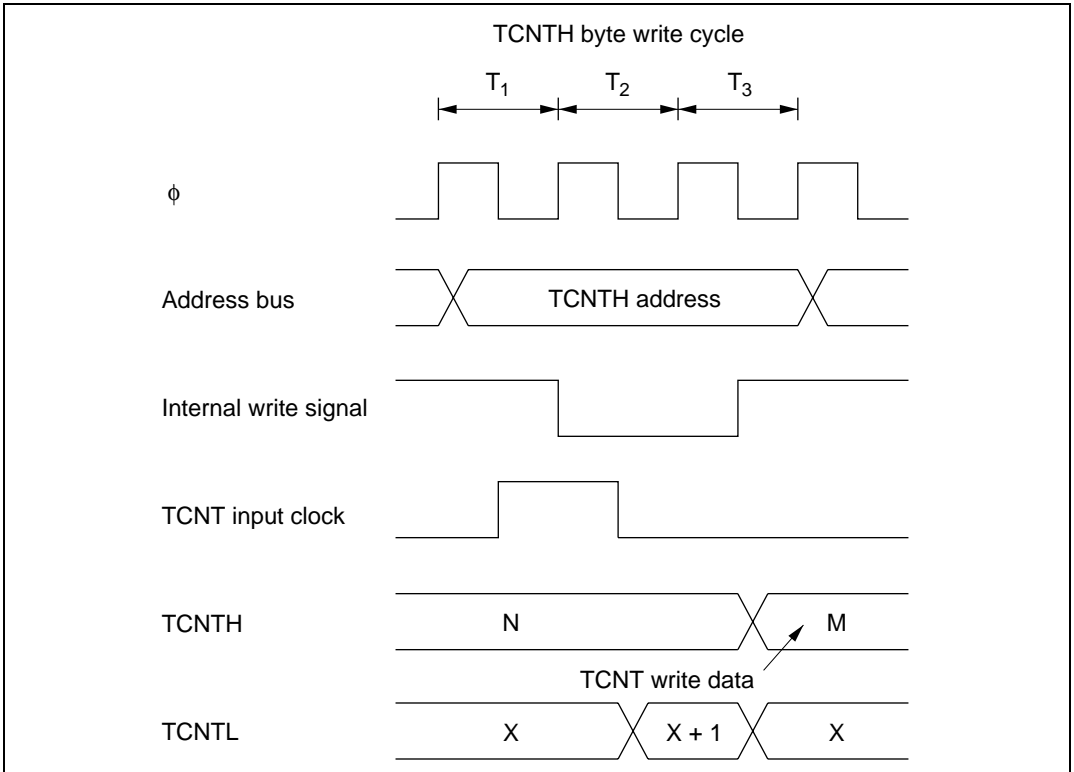 TCNTH byte write cycle
T1 T2 T3
φ
Address bus TCNTH address
Internal write signal
TCNT input clock
TCNTH N M
TCNT write data
TCNTL X X + 1 X